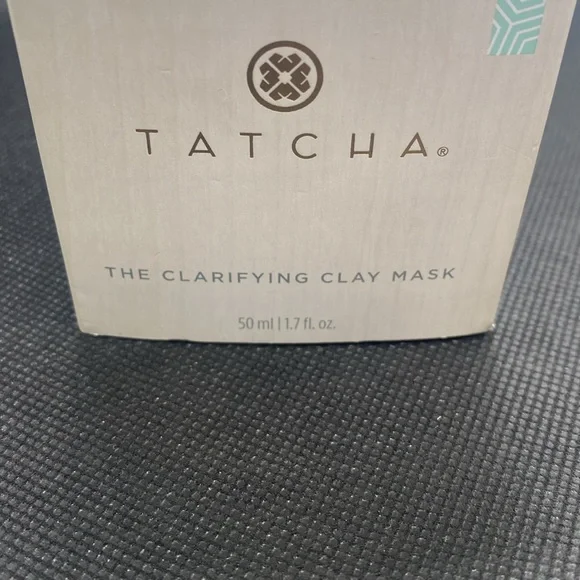 TATCHA®
THE CLARIFYING CLAY MASK
50 ml | 1.7 fl. oz.